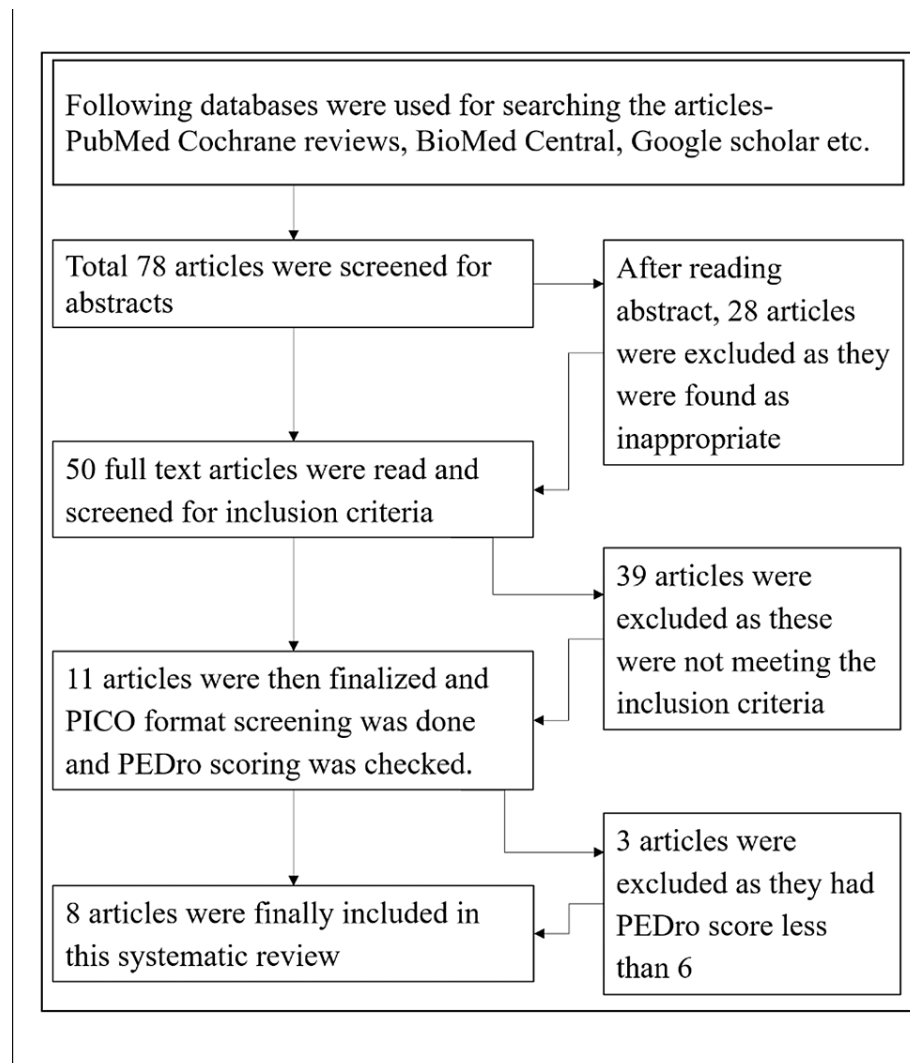 Following databases were used for searching the articles-
PubMed Cochrane reviews, BioMed Central, Google scholar etc.
Total 78 articles were screened for
abstracts
After reading
abstract, 28 articles
were excluded as they
were found as
inappropriate
50 full text articles were read and
screened for inclusion criteria
39 articles were
excluded as these
were not meeting the
inclusion criteria
11 articles were then finalized and
PICO format screening was done
and PEDro scoring was checked.
3 articles were
excluded as they had
PEDro score less
than 6
8 articles were finally included in
this systematic review